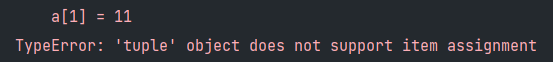 a[1] = 11
TypeError: 'tuple' object does not support item assignment